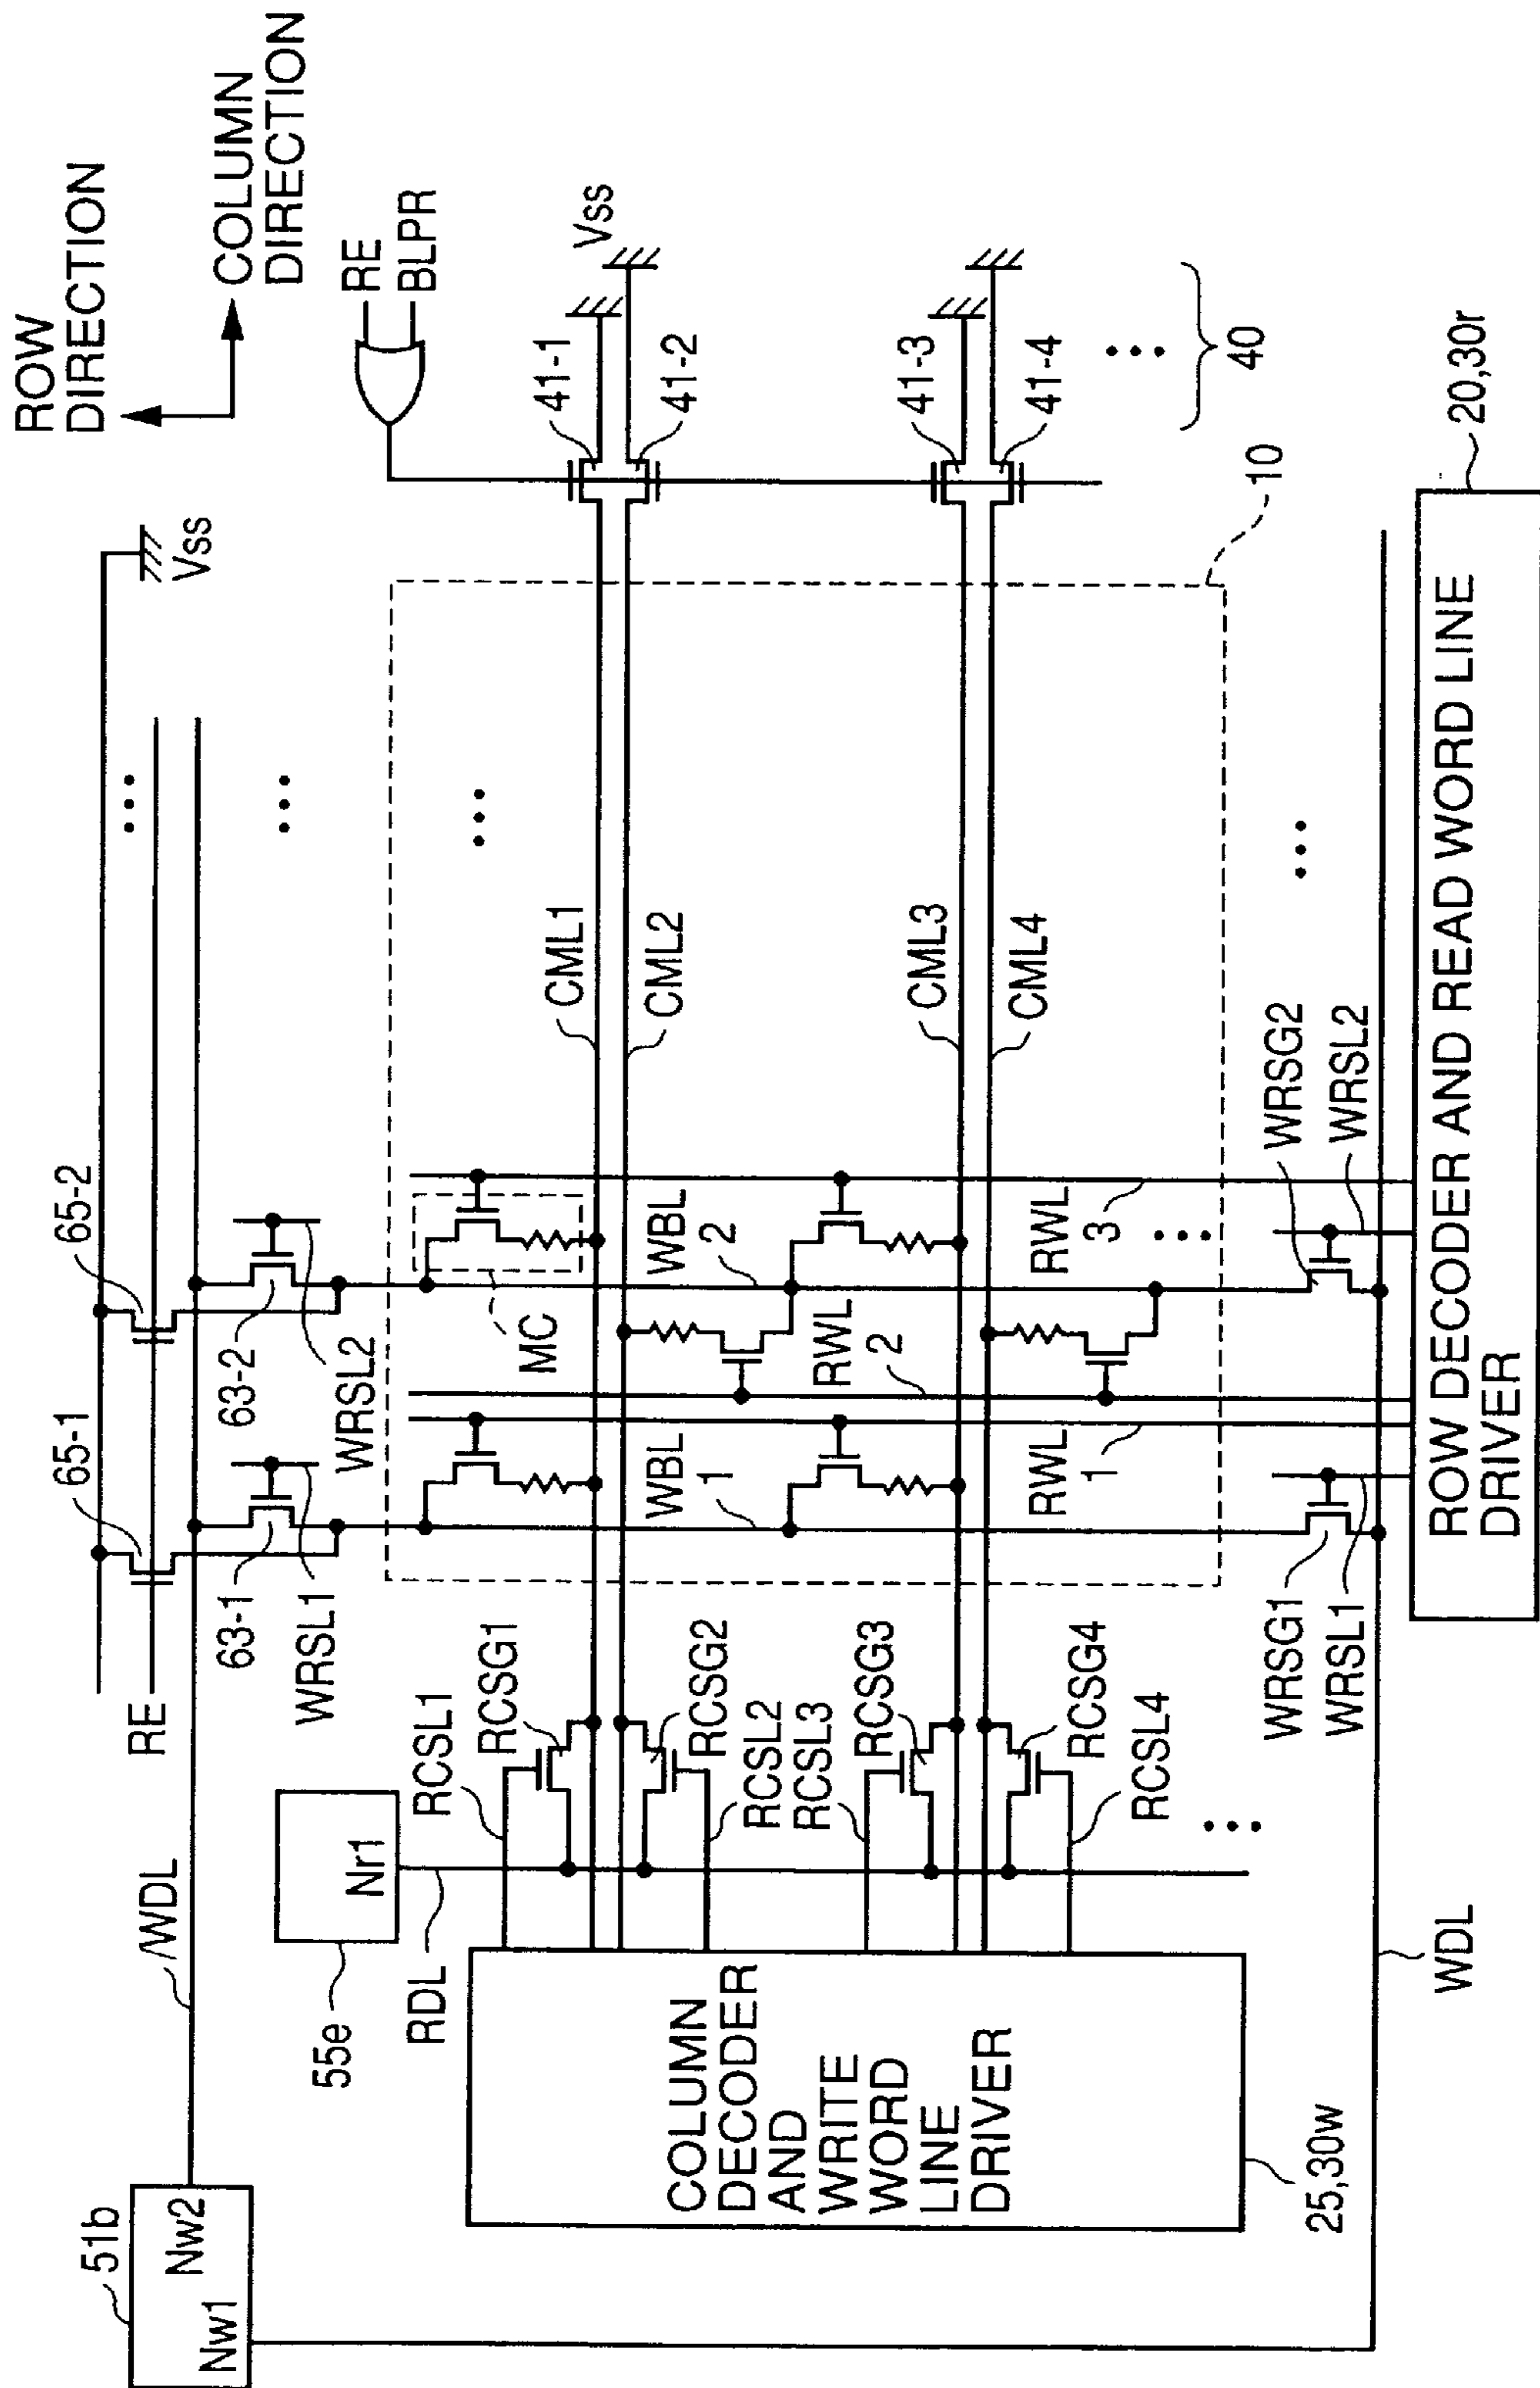 ROW
DIRECTION
COLUMN
DIRECTION
51b
Nw2
Nw1
/WDL
RE
65-1
65-2
63-1
WRSL1
63-2
WRSL2
...
...
Vss
RE
BLPR
55e
Nr1
RDL
RCSL1
RCSG1
RCSG2
RCSL2
RCSL3
RCSG3
RCSG4
RCSL4
...
COLUMN
DECODER
AND
WRITE
WORD
LINE
DRIVER
25,30w
MC
WBL
1
WBL
2
RWL
1
RWL
2
RWL
3
...
...
CML1
CML2
CML3
CML4
10
41-1
41-2
Vss
41-3
41-4
...
40
WRSG1
WRSL1
WRSG2
WRSL2
...
WDL
ROW DECODER AND READ WORD LINE
DRIVER
20,30r